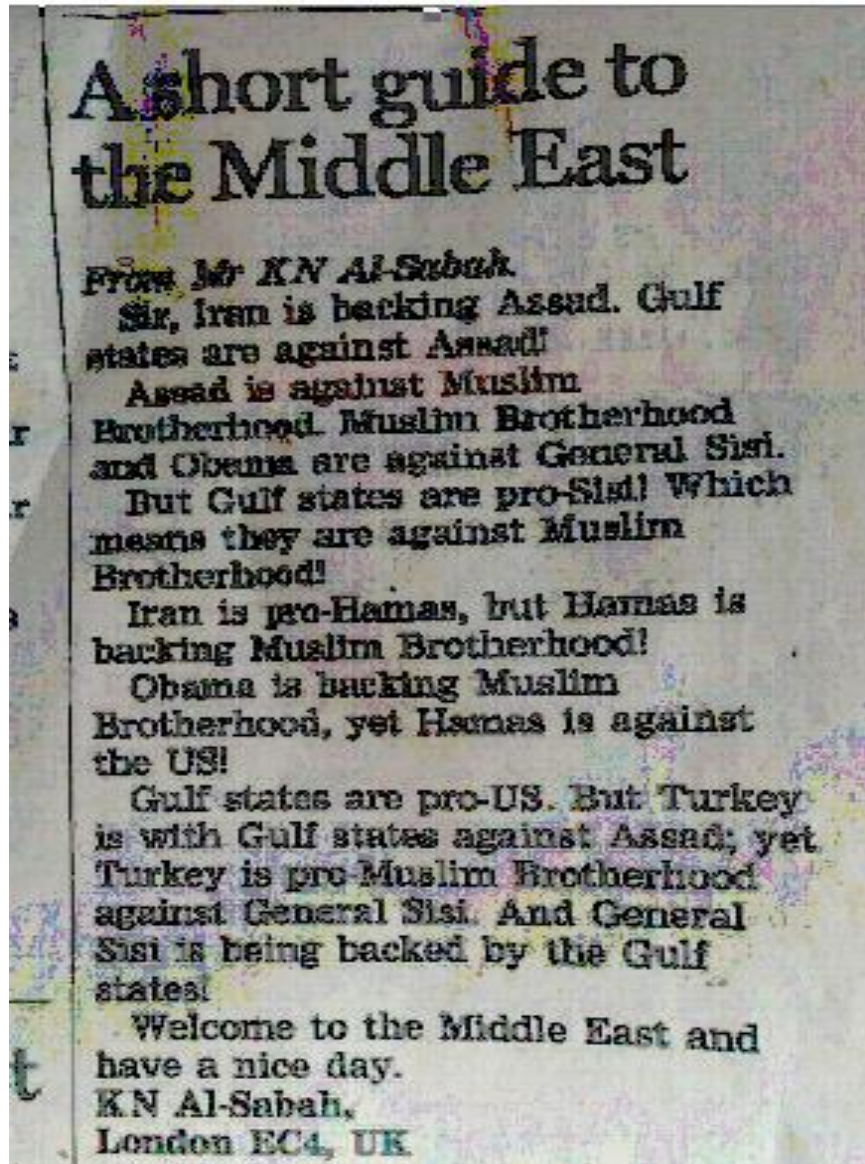 A short guide to
the Middle East
From Mr KN Al-Sabah.
Sir, Iran is backing Assad. Gulf
states are against Assad!
Assad is against Muslim
Brotherhood. Muslim Brotherhood
and Obama are against General Sisi.
But Gulf states are pro-Sisi! Which
means they are against Muslim
Brotherhood!
Iran is pro-Hamas, but Hamas is
backing Muslim Brotherhood!
Obama is backing Muslim
Brotherhood, yet Hamas is against
the US!
Gulf states are pro-US. But Turkey
is with Gulf states against Assad; yet
Turkey is pro-Muslim Brotherhood
against General Sisi. And General
Sisi is being backed by the Gulf
states!
Welcome to the Middle East and
have a nice day.
KN Al-Sabah,
London EC4, UK